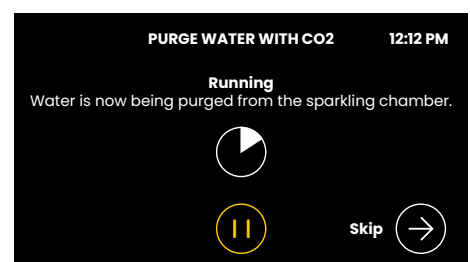 PURGE WATER WITH CO2 12:12 PM
Running
Water is now being purged from the sparkling chamber.
Skip